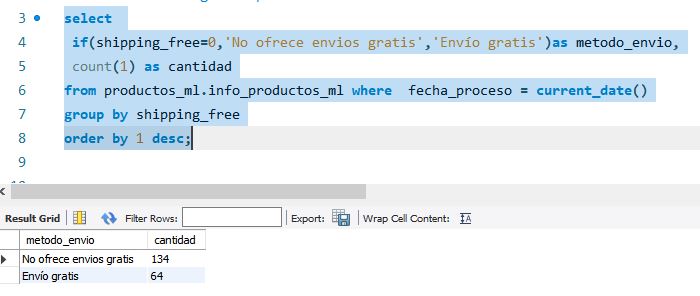 3 select
4 if(shipping_free=0,'No ofrece envios gratis','Envío gratis')as metodo_envio,
5 count(1) as cantidad
6 from productos_ml.info_productos_ml where  fecha_proceso = current_date()
7 group by shipping_free
8 order by 1 desc;
9
Result Grid Filter Rows: Export: Wrap Cell Content: IA
metodo_envio cantidad
No ofrece envios gratis 134
Envío gratis 64